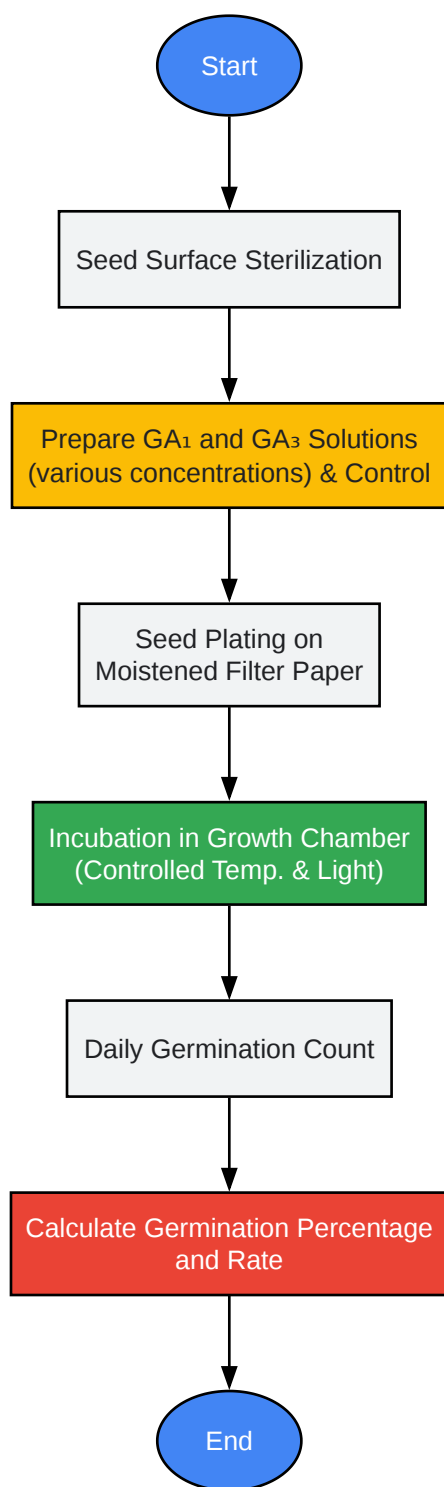 Start
Seed Surface Sterilization
Prepare GA₁ and GA₃ Solutions
(various concentrations) & Control
Seed Plating on
Moistened Filter Paper
Incubation in Growth Chamber
(Controlled Temp. & Light)
Daily Germination Count
Calculate Germination Percentage
and Rate
End